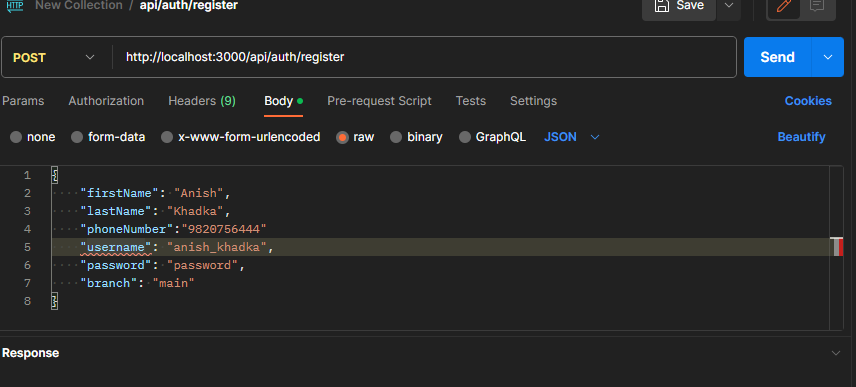 HTTP New Collection / api/auth/register Save
POST http://localhost:3000/api/auth/register Send
Params Authorization Headers (9) Body Pre-request Script Tests Settings Cookies
none form-data x-www-form-urlencoded raw binary GraphQL JSON Beautify
1 {
2 "firstName": "Anish",
3 "lastName": "Khadka",
4 "phoneNumber":"9820756444"
5 "username": "anish_khadka",
6 "password": "password",
7 "branch": "main"
8 }
Response